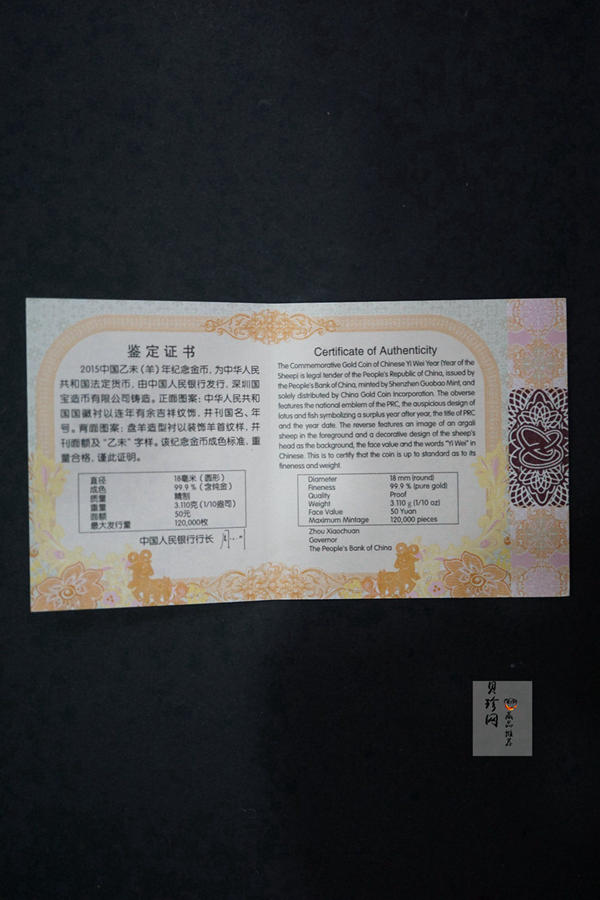 鉴定证书
2015中国乙未(羊)年纪念金币,为中华人民
共和国法定货币,由中国人民银行发行,深圳国
宝造币有限公司铸造。正面图案:中华人民共和
国国徽衬以连年有余吉祥纹饰,并刊国名、年
号。背面图案:盘羊造型衬以装饰羊首纹样,并
刊面额及“乙未”字样。该纪念金币成色标准,重
量合格,谨此证明。
直径 18毫米(圆形)
成色 99.9%(含纯金)
质量 精制
重量 3.110克(1/10盎司)
面额 50元
最大发行量 120,000枚
中国人民银行行长
Certificate of Authenticity
The Commemorative Gold Coin of Chinese Yi Wei Year (Year of the
Sheep) is legal tender of the People's Republic of China, issued by
the People's Bank of China, minted by Shenzhen Guobao Mint, and
solely distributed by China Gold Coin Incorporation. The obverse
features the national emblem of the PRC, the auspicious design of
lotus and fish symbolizing a surplus year after year, the title of PRC
and the year date. The reverse features an image of an argali
sheep in the foreground and a decorative design of the sheep's
head as the background, the face value and the words "Yi Wei" in
Chinese. This is to certify that the coin is up to standard as to its
fineness and weight.
Diameter 18 mm (round)
Fineness 99.9 % (pure gold)
Quality Proof
Weight 3.110 g (1/10 oz)
Face Value 50 Yuan
Maximum Mintage 120,000 pieces
Zhou Xiaochuan
Governor
The People's Bank of China
贝珍网
藏品推荐